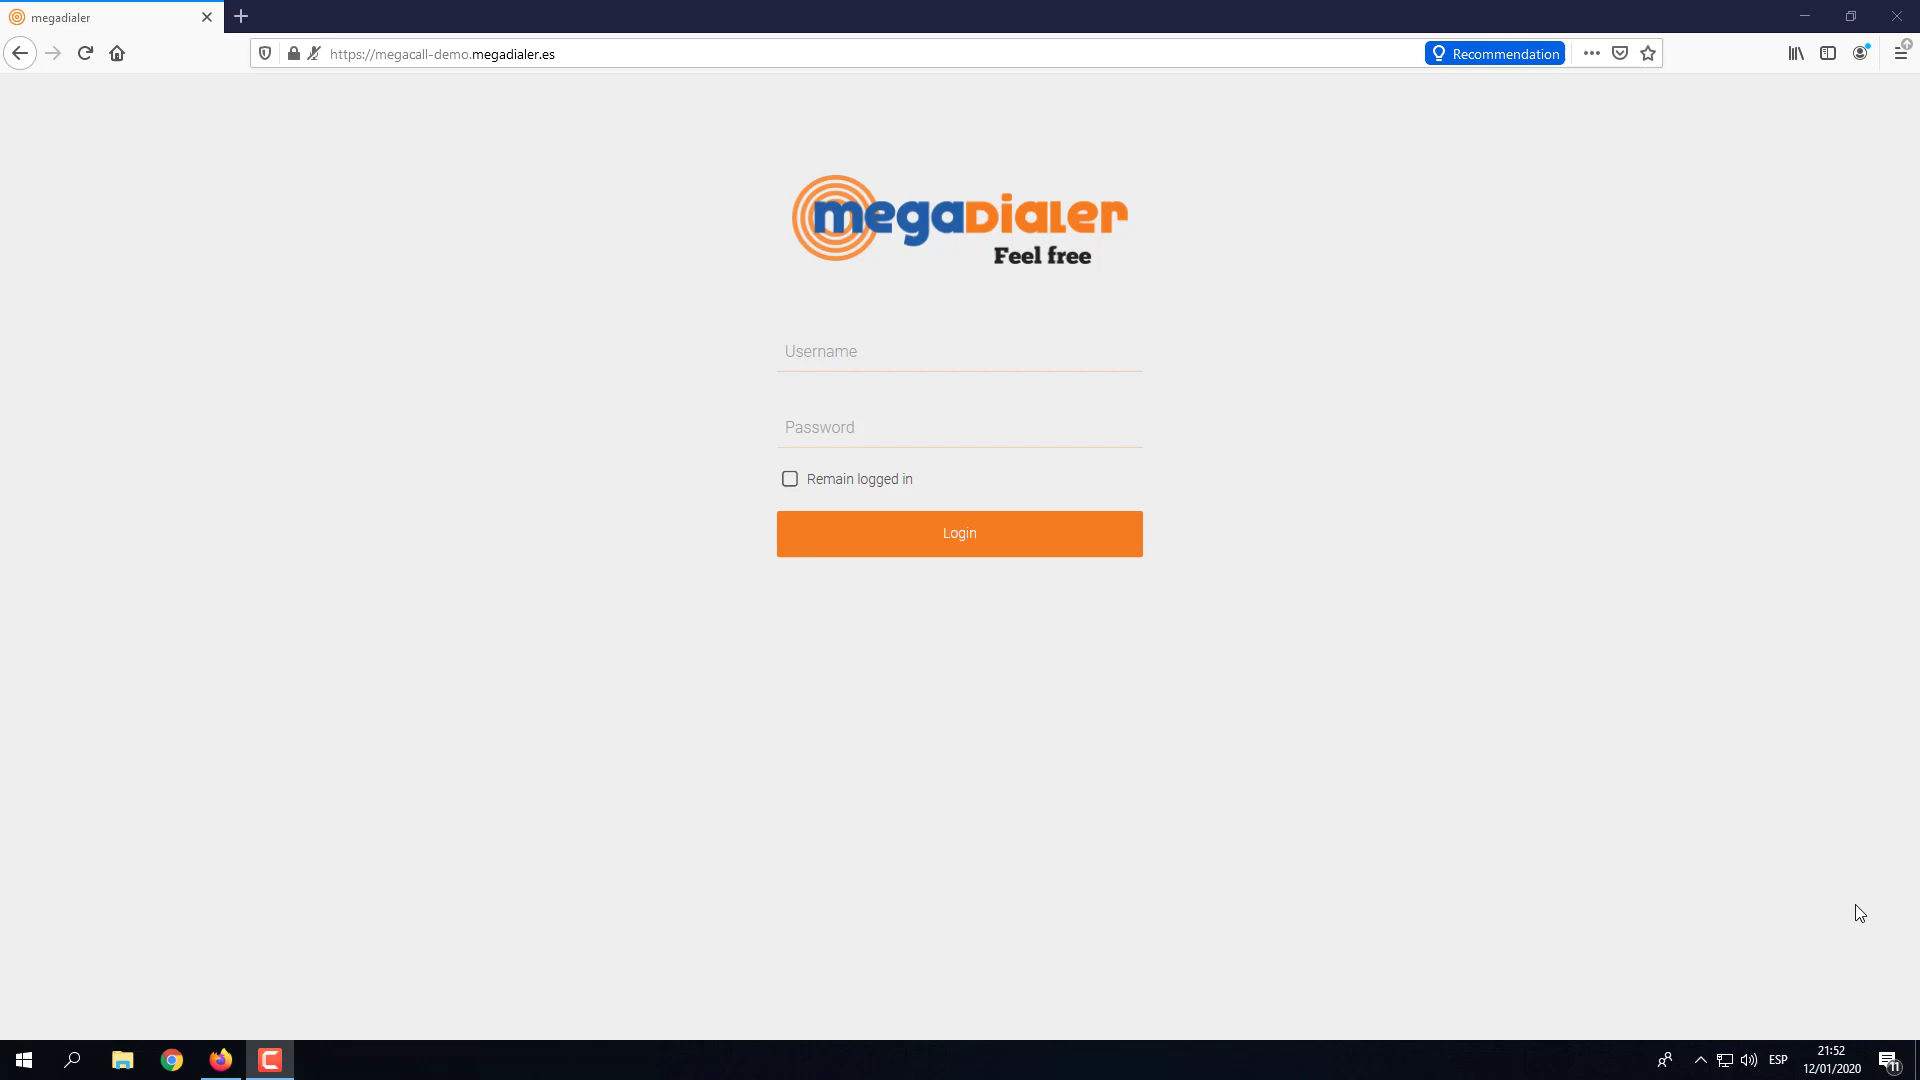 megadialer
https://megacall-demo.megadialer.es
Recommendation
megaDialer
Feel free
Username
Password
Remain logged in
Login
ESP
21:52
12/01/2020
11